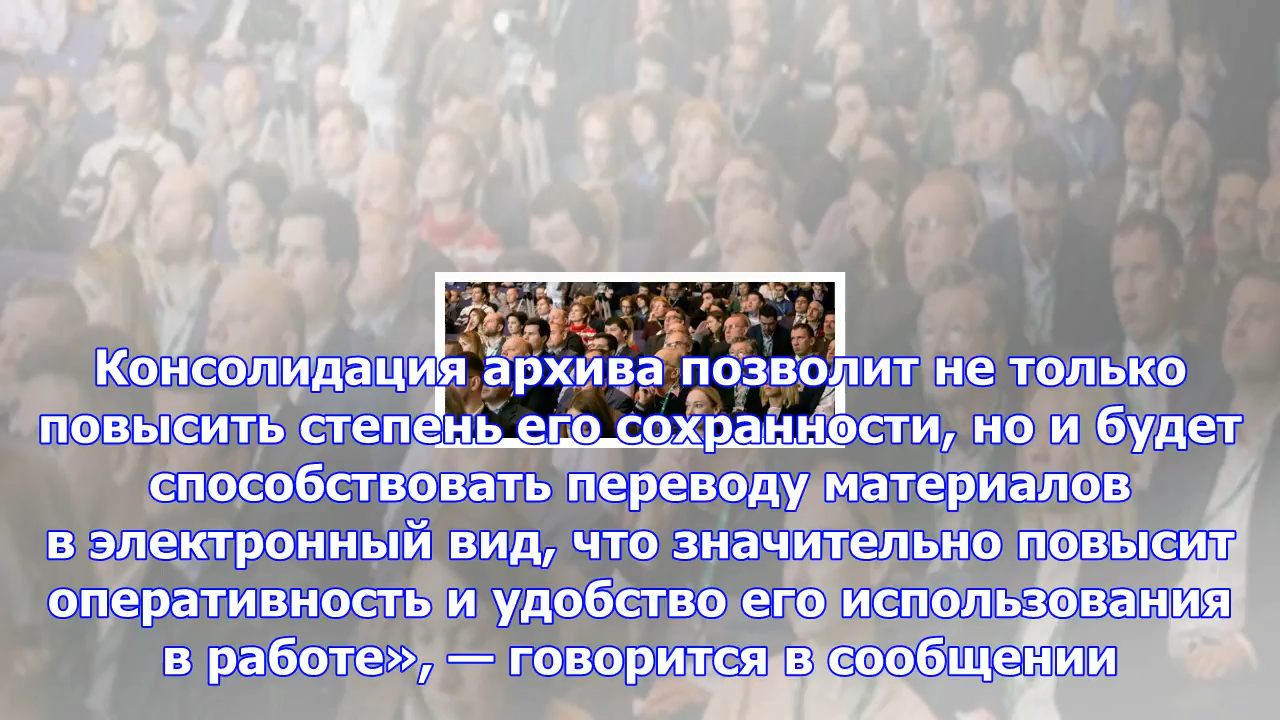 Консолидация архива позволит не только
повысить степень его сохранности, но и будет
способствовать переводу материалов
в электронный вид, что значительно повысит
оперативность и удобство его использования
в работе», — говорится в сообщении